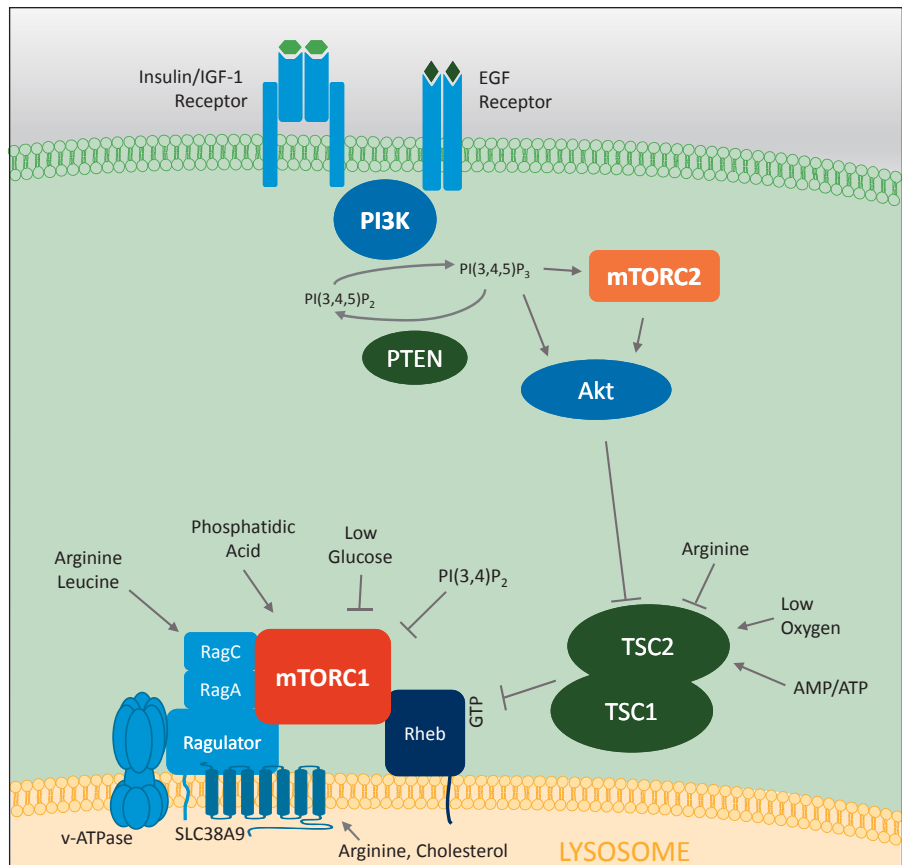 Insulin/IGF-1
Receptor
EGF
Receptor
PI3K
PI(3,4,5)P₃
mTORC2
PI(3,4,5)P₂
PTEN
Akt
Phosphatidic
Acid
Low
Glucose
Arginine
Arginine
Leucine
PI(3,4)P₂
Low
Oxygen
RagC
TSC2
mTORC1
RagA
AMP/ATP
TSC1
GTP
Ragulator
Rheb
v-ATPase
SLC38A9
Arginine, Cholesterol
LYSOSOME